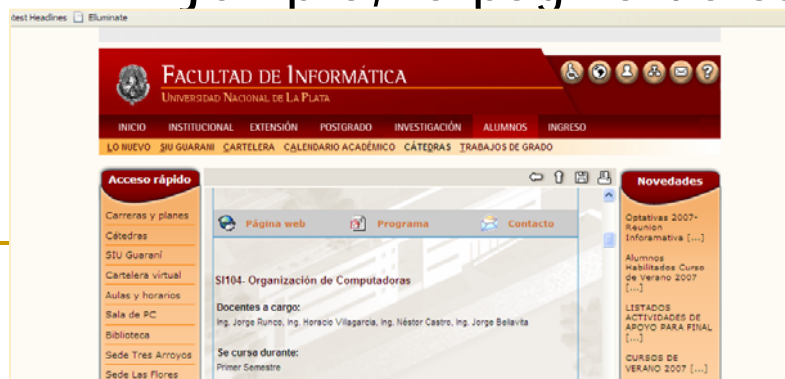 test Headlines Eluminate
FACULTAD DE INFORMÁTICA
UNIVERSIDAD NACIONAL DE LA PLATA
INICIO INSTITUCIONAL EXTENSIÓN POSTGRADO INVESTIGACIÓN ALUMNOS INGRESO
LO NUEVO SIU GUARANI CARTELERA CALENDARIO ACADÉMICO CÁTEDRAS TRABAJOS DE GRADO
Acceso rápido
Carreras y planes
Cátedras
SIU Guaraní
Cartelera virtual
Aulas y horarios
Sala de PC
Biblioteca
Sede Tres Arroyos
Sede Las Flores
Página web Programa Contacto
SI104- Organización de Computadoras
Docentes a cargo:
Ing. Jorge Runco, Ing. Horacio Villagarcia, Ing. Néstor Castro, Ing. Jorge Bellavita
Se cursa durante:
Primer Semestre
Novedades
Optativas 2007-
Reunion
Inforamativa [...]
Alumnos
Habilitados Curso
de Verano 2007
[...]
LISTADOS
ACTIVIDADES DE
APOYO PARA FINAL
[...]
CURSOS DE
VERANO 2007 [...]